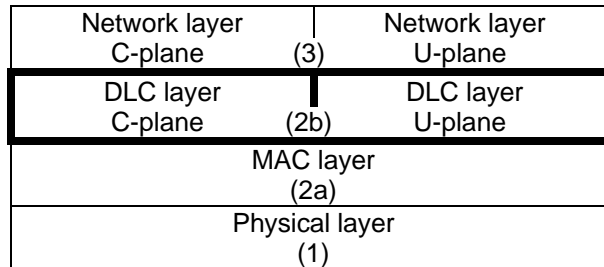 Network layer Network layer
C-plane (3) U-plane
DLC layer DLC layer
C-plane (2b) U-plane
MAC layer
(2a)
Physical layer
(1)